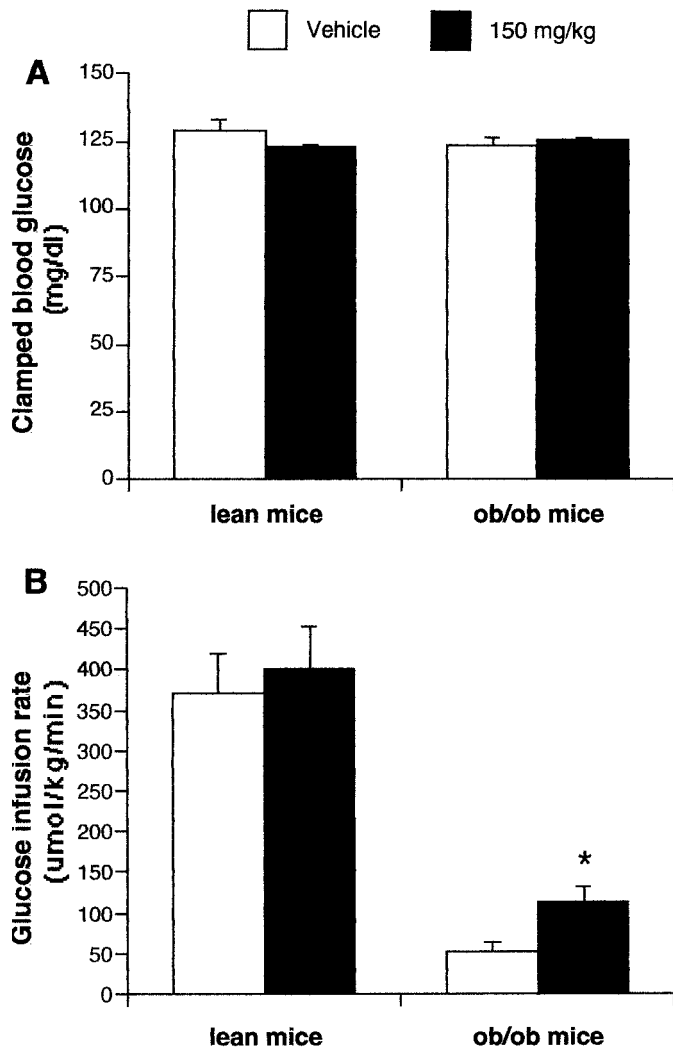 Vehicle 150 mg/kg
A
Clamped blood glucose
(mg/dl)
150
125
100
75
50
25
0
lean mice ob/ob mice
B
Glucose infusion rate
(umol/kg/min)
500
450
400
350
300
250
200
150
100
50
0
*
lean mice ob/ob mice